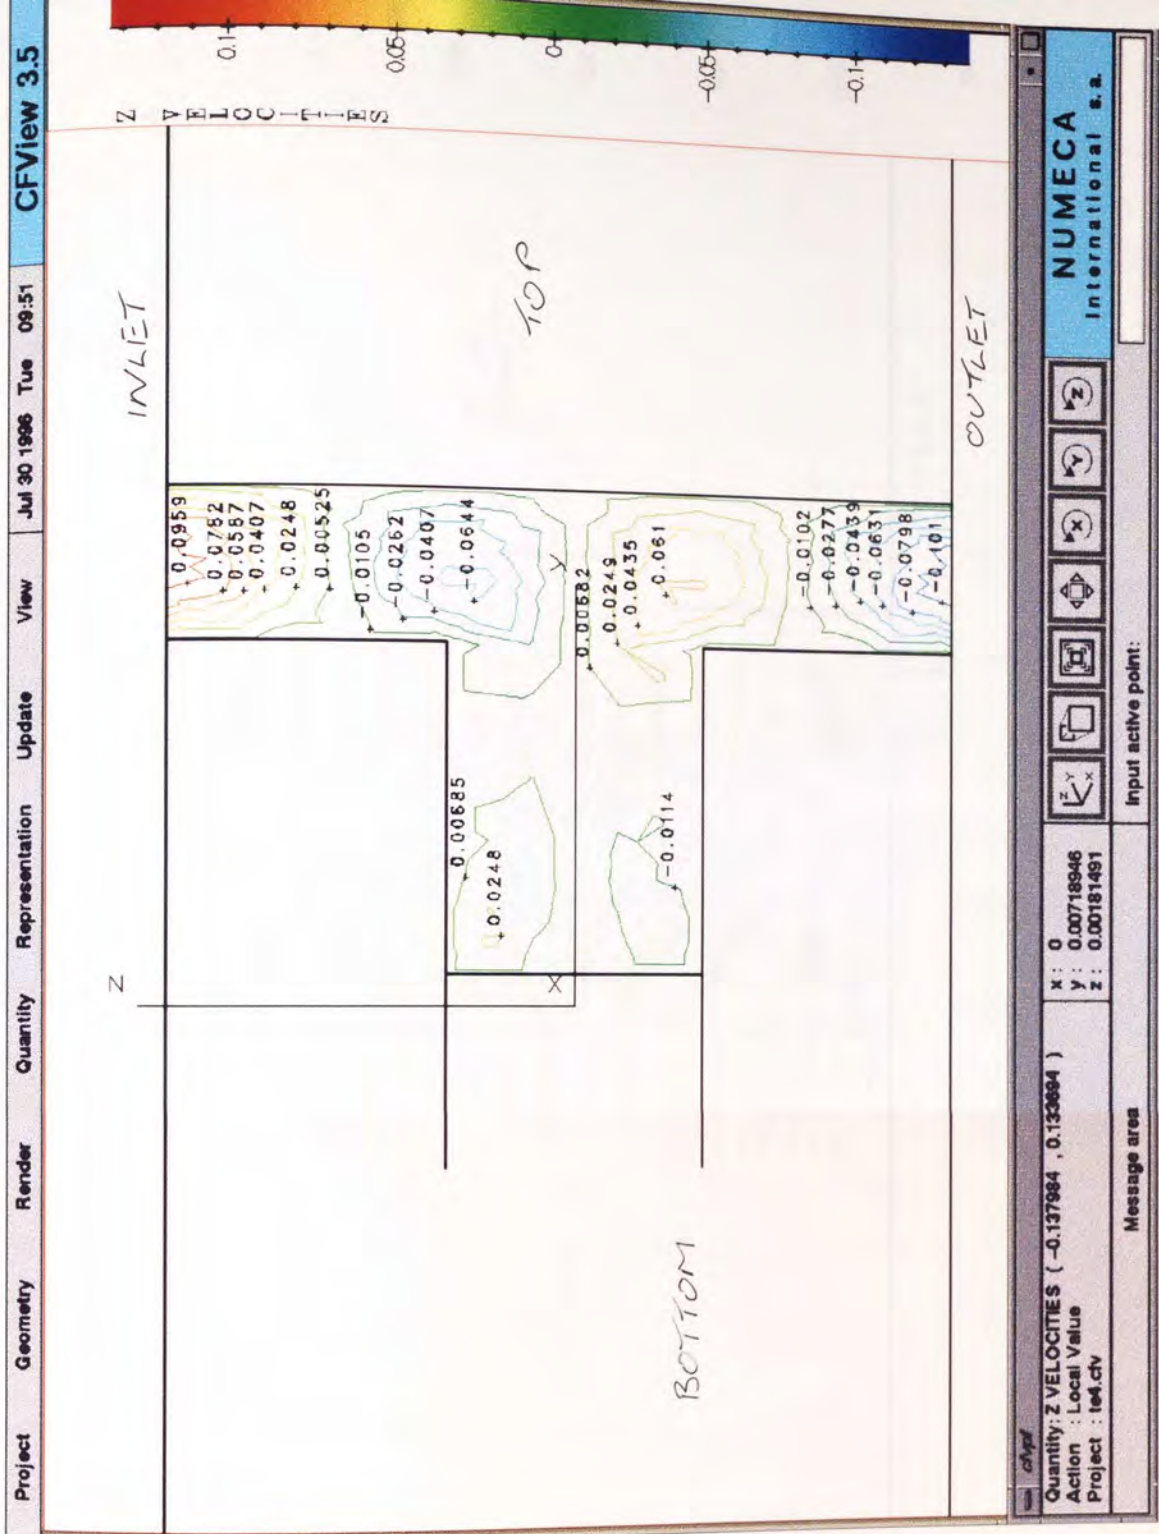 Project Geometry Render Quantity Representation Update View Jul 30 1996 Tue 09:51 CFView 3.5
INLET
Z
Z VELOCITIES
0.1
0.05
0
-0.05
-0.1
0.0959
0.0762
0.0587
0.0407
0.0248
0.00525
-0.0105
-0.0262
-0.0407
-0.0644
TOP
0.00685
0.0248
X
Y
0.00682
0.0249
0.0435
0.061
-0.0114
-0.0102
-0.0277
-0.0439
-0.0631
-0.0798
-0.101
BOTTOM
OUTLET
cfvpf
Quantity: Z VELOCITIES ( -0.137984 , 0.133694 )
Action : Local Value
Project : te4.cfv
x : 0
y : 0.00718946
z : 0.00181491
Z Y X
X
Y
Z
NUMECA
International s.a.
Message area
Input active point: